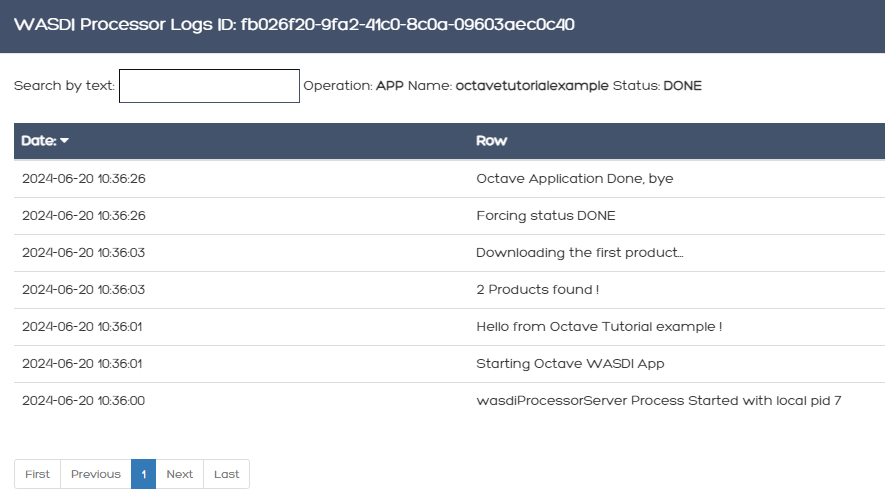 WASDI Processor Logs ID: fb026f20-9fa2-41c0-8c0a-09603aec0c40
Search by text: Operation: APP Name: octavetutorialexample Status: DONE
Date: Row
2024-06-20 10:36:26 Octave Application Done, bye
2024-06-20 10:36:26 Forcing status DONE
2024-06-20 10:36:03 Downloading the first product...
2024-06-20 10:36:03 2 Products found !
2024-06-20 10:36:01 Hello from Octave Tutorial example !
2024-06-20 10:36:01 Starting Octave WASDI App
2024-06-20 10:36:00 wasdiProcessorServer Process Started with local pid 7
First Previous 1 Next Last